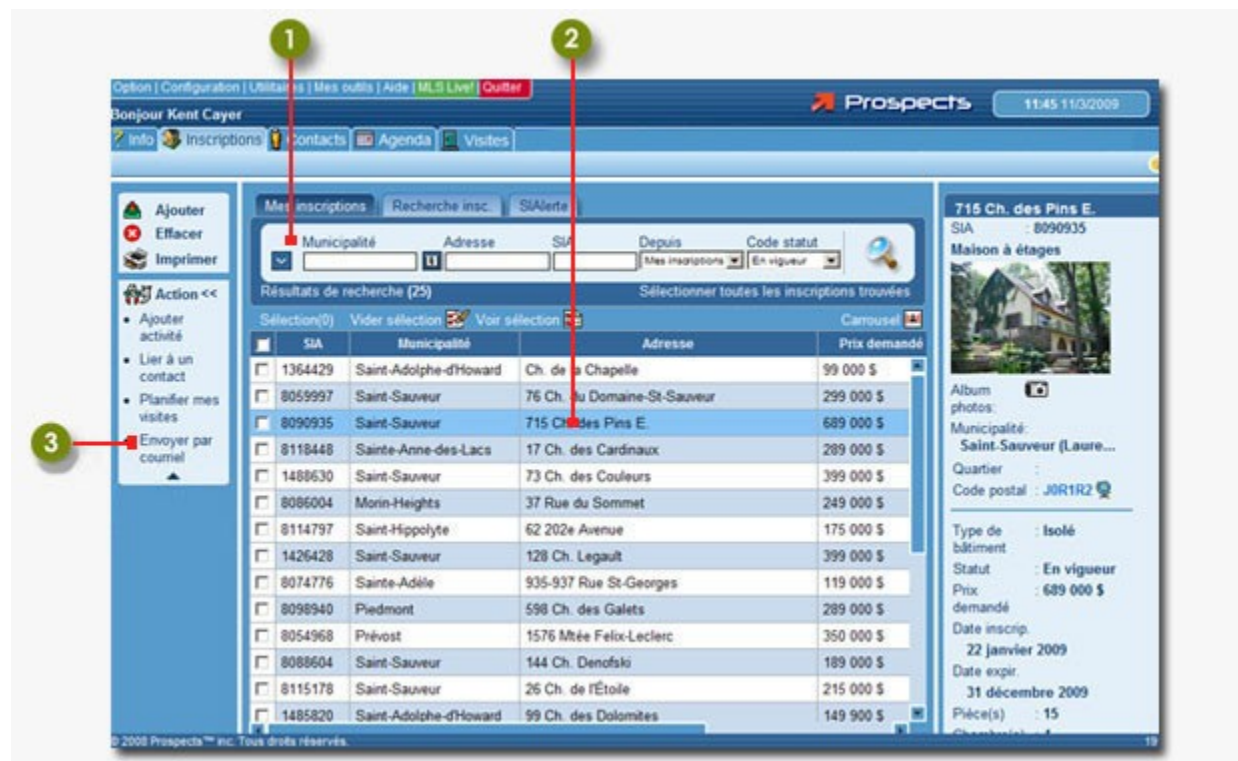 1
2
Option | Configuration | Utilitaires | Mes outils | Aide | MLS Live! | Quitter
Bonjour Kent Cayer
Prospects
11:45 11/3/2009
? Info Inscriptions Contacts Agenda Visites
Ajouter
Effacer
Imprimer
Action <<
• Ajouter
activité
• Lier à un
contact
• Planifier mes
visites
3
Envoyer par
courriel
Mes inscriptions Recherche insc. SIAlerte
Municipalité Adresse SIA Depuis Code statut
Mes inscriptions En vigueur
Résultats de recherche (25) Sélectionner toutes les inscriptions trouvées
Sélection(0) Vider sélection Voir sélection Carrousel
SIA Municipalité Adresse Prix demandé
1364429 Saint-Adolphe-d'Howard Ch. de la Chapelle 99 000 $
8059997 Saint-Sauveur 76 Ch. du Domaine-St-Sauveur 299 000 $
8090935 Saint-Sauveur 715 Ch. des Pins E. 689 000 $
8118448 Sainte-Anne-des-Lacs 17 Ch. des Cardinaux 289 000 $
1488630 Saint-Sauveur 73 Ch. des Couleurs 399 000 $
8086004 Morin-Heights 37 Rue du Sommet 249 000 $
8114797 Saint-Hippolyte 62 202e Avenue 175 000 $
1426428 Saint-Sauveur 128 Ch. Legault 399 000 $
8074776 Sainte-Adèle 935-937 Rue St-Georges 119 000 $
8098940 Piedmont 598 Ch. des Galets 289 000 $
8054968 Prévost 1576 Mtée Felix-Leclerc 350 000 $
8088604 Saint-Sauveur 144 Ch. Denofski 189 000 $
8115178 Saint-Sauveur 26 Ch. de l'Étoile 215 000 $
1485820 Saint-Adolphe-d'Howard 99 Ch. des Dolomites 149 900 $
715 Ch. des Pins E.
SIA : 8090935
Maison à étages
Album
photos:
Municipalité:
Saint-Sauveur (Laure...
Quartier :
Code postal : J0R1R2
Type de : Isolé
bâtiment
Statut : En vigueur
Prix : 689 000 $
demandé
Date inscrip.
22 janvier 2009
Date expir.
31 décembre 2009
Pièce(s) : 15
© 2008 Prospects™ inc. Tous droits réservés.
19